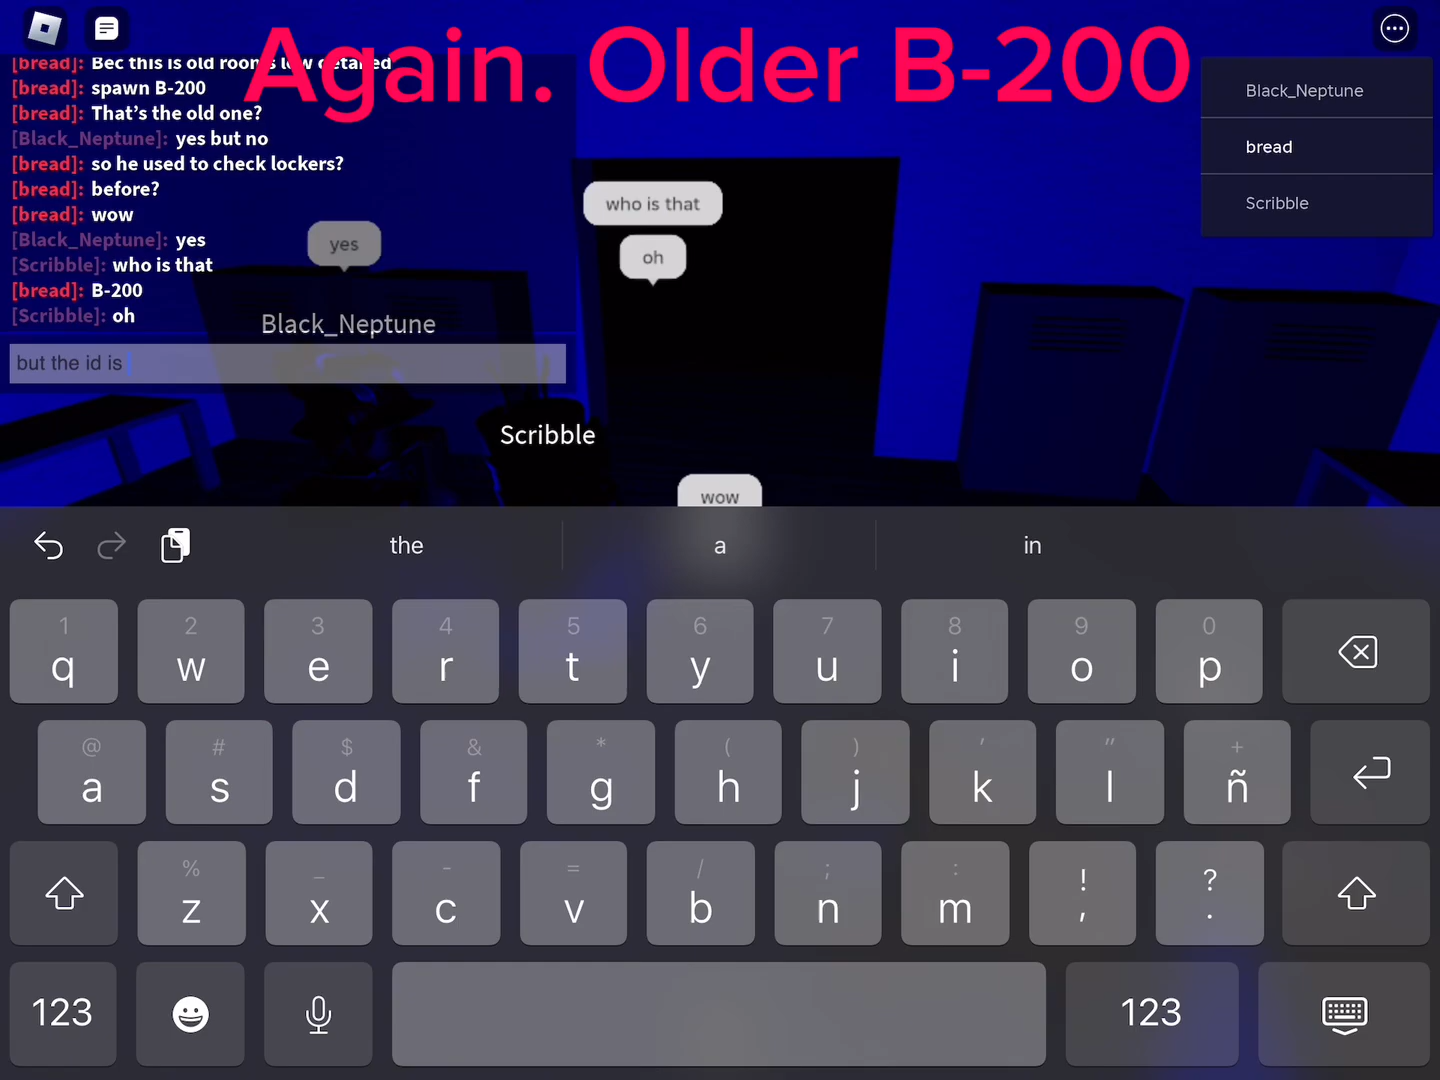 Again. Older B-200
[bread]: Bec this is old rooms low detailed
[bread]: spawn B-200
[bread]: That’s the old one?
[Black_Neptune]: yes but no
[bread]: so he used to check lockers?
[bread]: before?
[bread]: wow
[Black_Neptune]: yes
[Scribble]: who is that
[bread]: B-200
[Scribble]: oh
but the id is
yes
Black_Neptune
who is that
oh
Scribble
wow
Black_Neptune
bread
Scribble
the a in
1 2 3 4 5 6 7 8 9 0
q w e r t y u i o p
@ # $ & * ( ) ' " +
a s d f g h j k l ñ
% _ - = / ; : ! ?
z x c v b n m , .
123 123